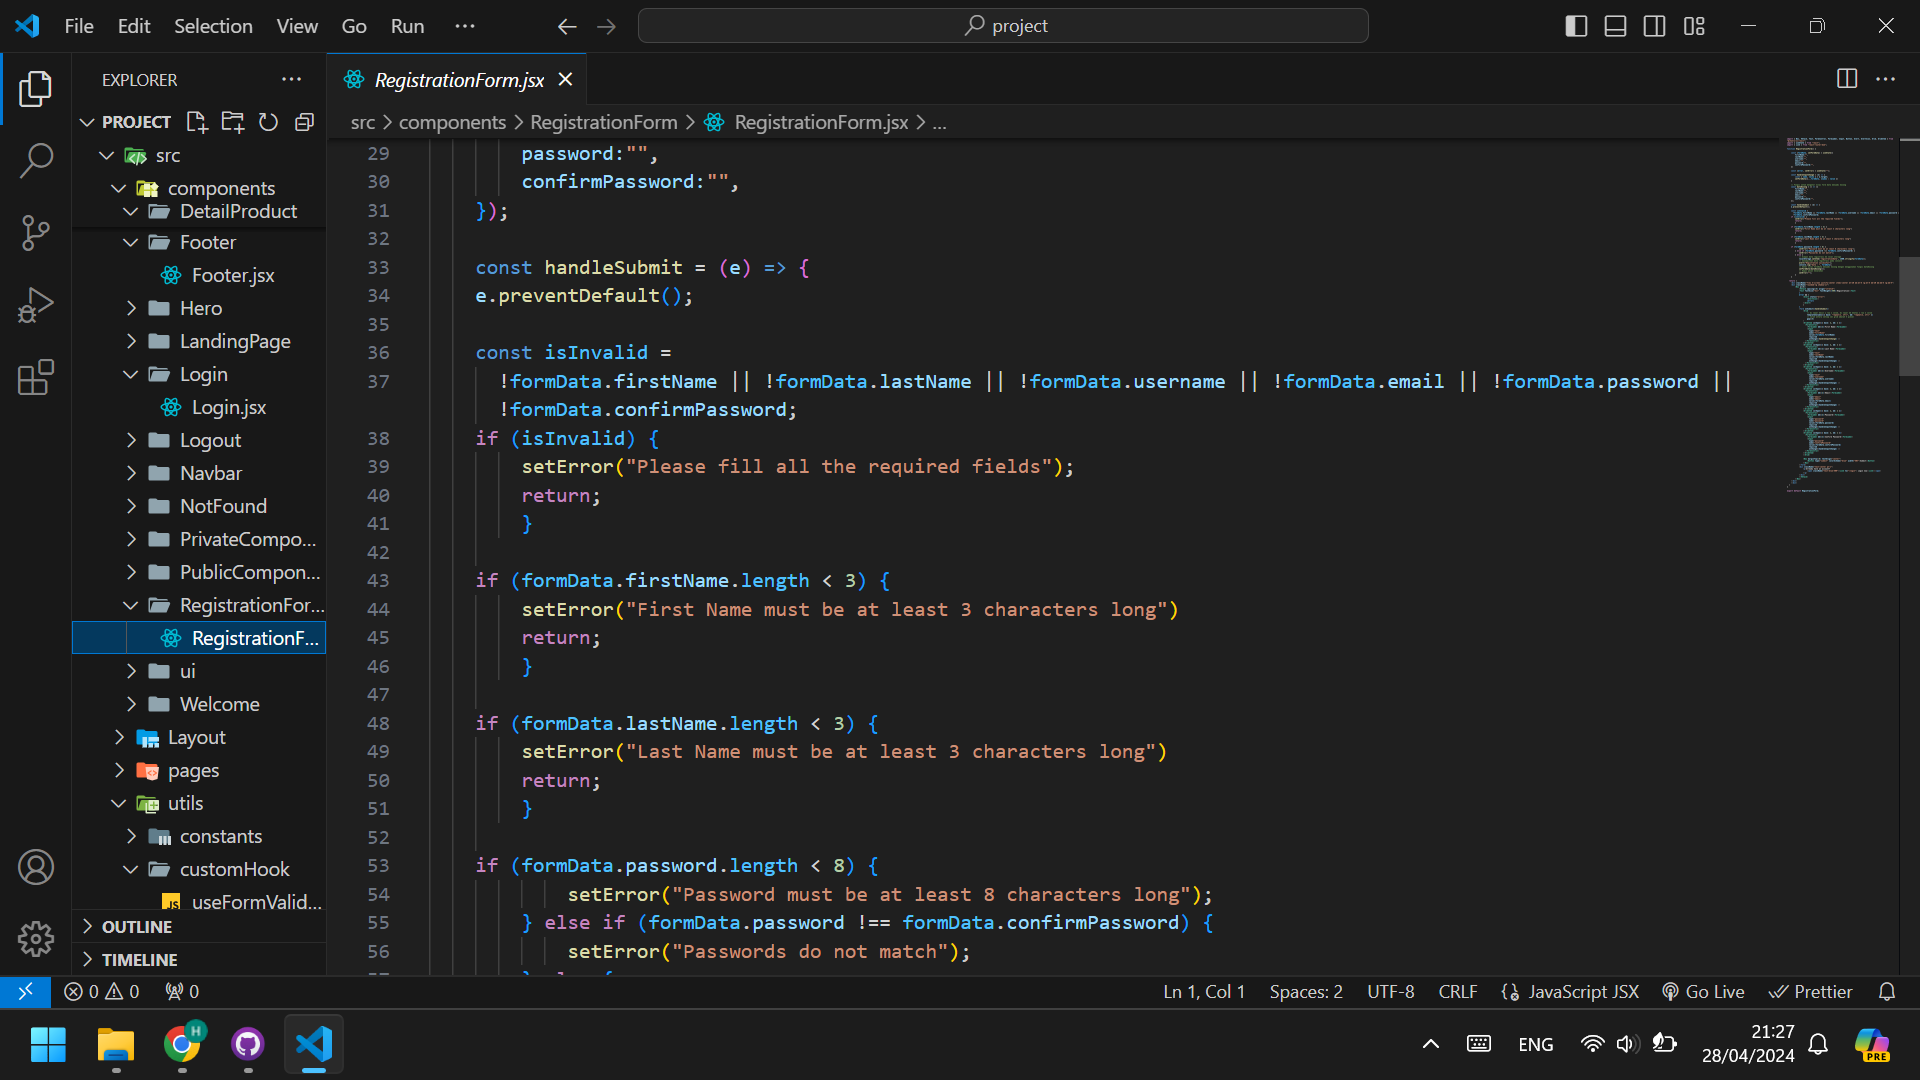 File Edit Selection View Go Run ···
project
EXPLORER
RegistrationForm.jsx
PROJECT
src > components > RegistrationForm > RegistrationForm.jsx > ...
src
components
DetailProduct
Footer
Footer.jsx
Hero
LandingPage
Login
Login.jsx
Logout
Navbar
NotFound
PrivateCompo...
PublicCompon...
RegistrationFor...
RegistrationF...
ui
Welcome
Layout
pages
utils
constants
customHook
JS useFormValid...
OUTLINE
TIMELINE
29 password:"",
30 confirmPassword:"",
31 });
32
33 const handleSubmit = (e) => {
34 e.preventDefault();
35
36 const isInvalid =
37 !formData.firstName || !formData.lastName || !formData.username || !formData.email || !formData.password ||
!formData.confirmPassword;
38 if (isInvalid) {
39 setError("Please fill all the required fields");
40 return;
41 }
42
43 if (formData.firstName.length < 3) {
44 setError("First Name must be at least 3 characters long")
45 return;
46 }
47
48 if (formData.lastName.length < 3) {
49 setError("Last Name must be at least 3 characters long")
50 return;
51 }
52
53 if (formData.password.length < 8) {
54 setError("Password must be at least 8 characters long");
55 } else if (formData.password !== formData.confirmPassword) {
56 setError("Passwords do not match");
0 0 0
Ln 1, Col 1 Spaces: 2 UTF-8 CRLF JavaScript JSX Go Live Prettier
H
ENG
21:27
28/04/2024
PRE